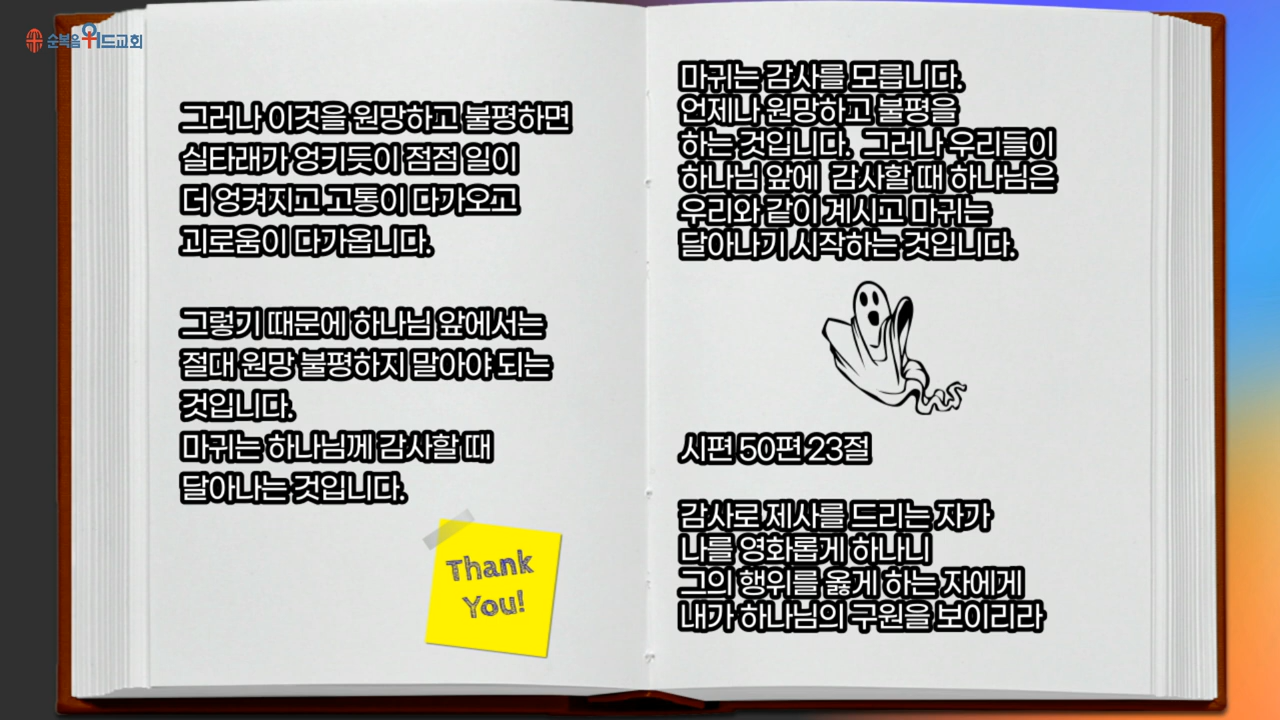 순복음위드교회
그러나 이것을 원망하고 불평하면
실타래가 엉키듯이 점점 일이
더 엉켜지고 고통이 다가오고
괴로움이 다가옵니다.
그렇기 때문에 하나님 앞에서는
절대 원망 불평하지 말아야 되는
것입니다.
마귀는 하나님께 감사할 때
달아나는 것입니다.
Thank
You!
마귀는 감사를 모릅니다.
언제나 원망하고 불평을
하는 것입니다. 그러나 우리들이
하나님 앞에 감사할 때 하나님은
우리와 같이 계시고 마귀는
달아나기 시작하는 것입니다.
시편 50편 23절
감사로 제사를 드리는 자가
나를 영화롭게 하나니
그의 행위를 옳게 하는 자에게
내가 하나님의 구원을 보이리라